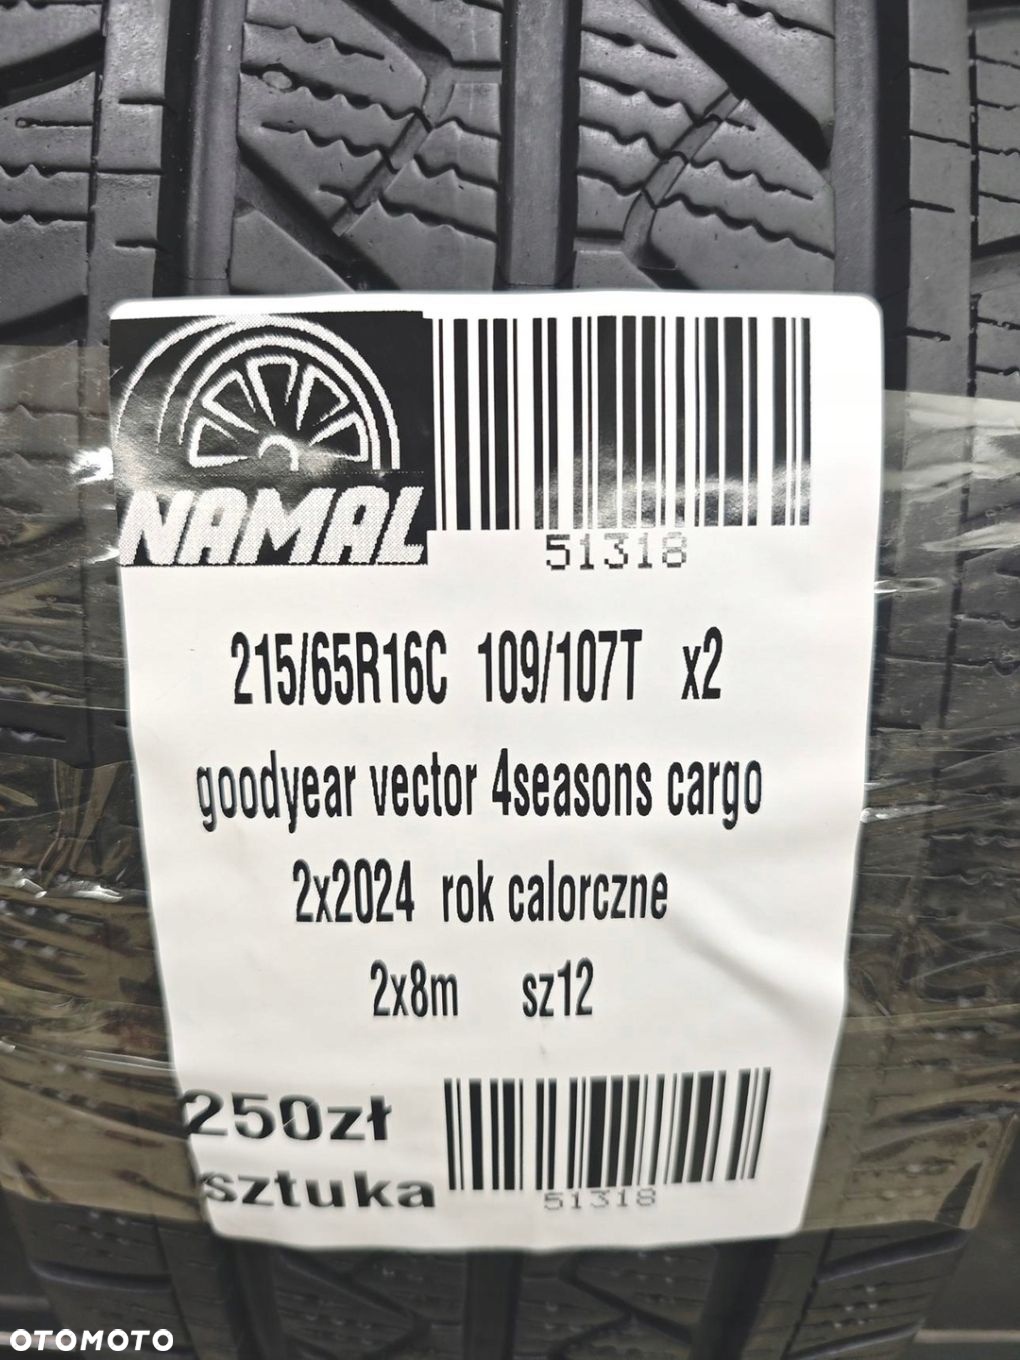 NAMAL
51318
215/65R16C 109/107T x2
goodyear vector 4seasons cargo
2x2024 rok calorczne
2x8m sz12
250zł
sztuka
51318
OTOMOTO